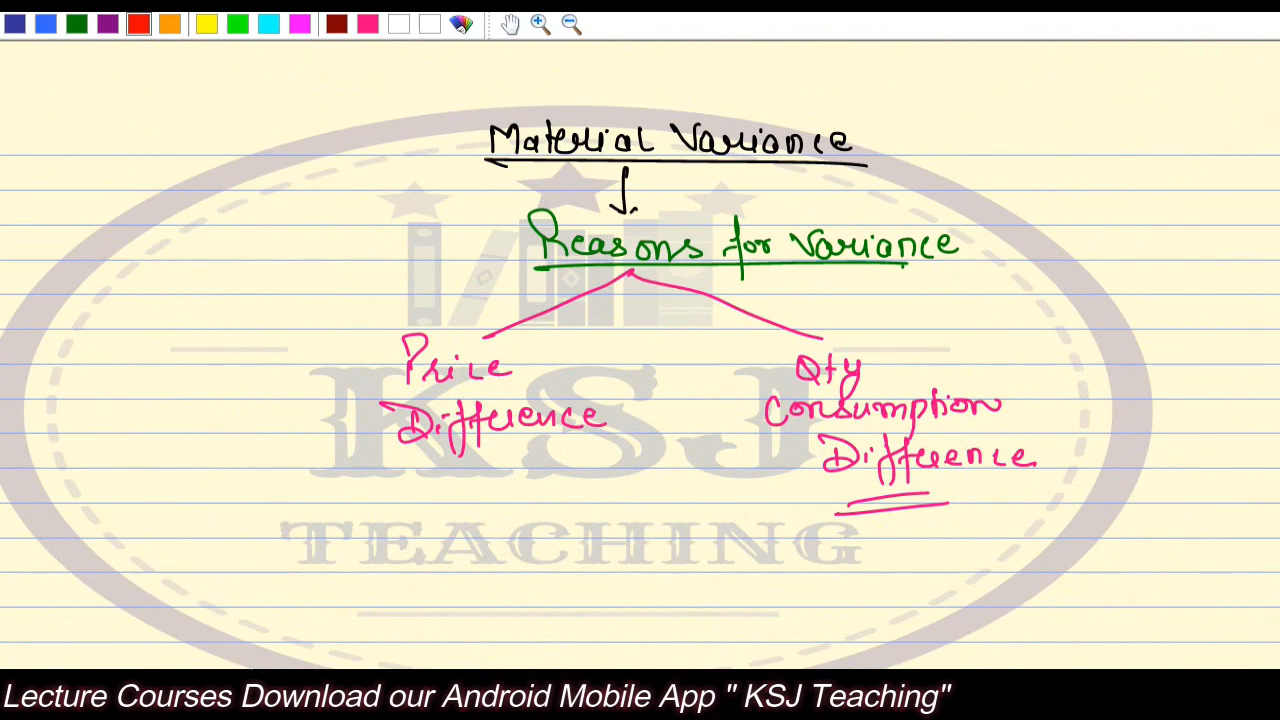 Material Variance
Reasons for Variance
Price
Difference
Qty
Consumption
Difference
KSJ
TEACHING
Lecture Courses Download our Android Mobile App " KSJ Teaching"